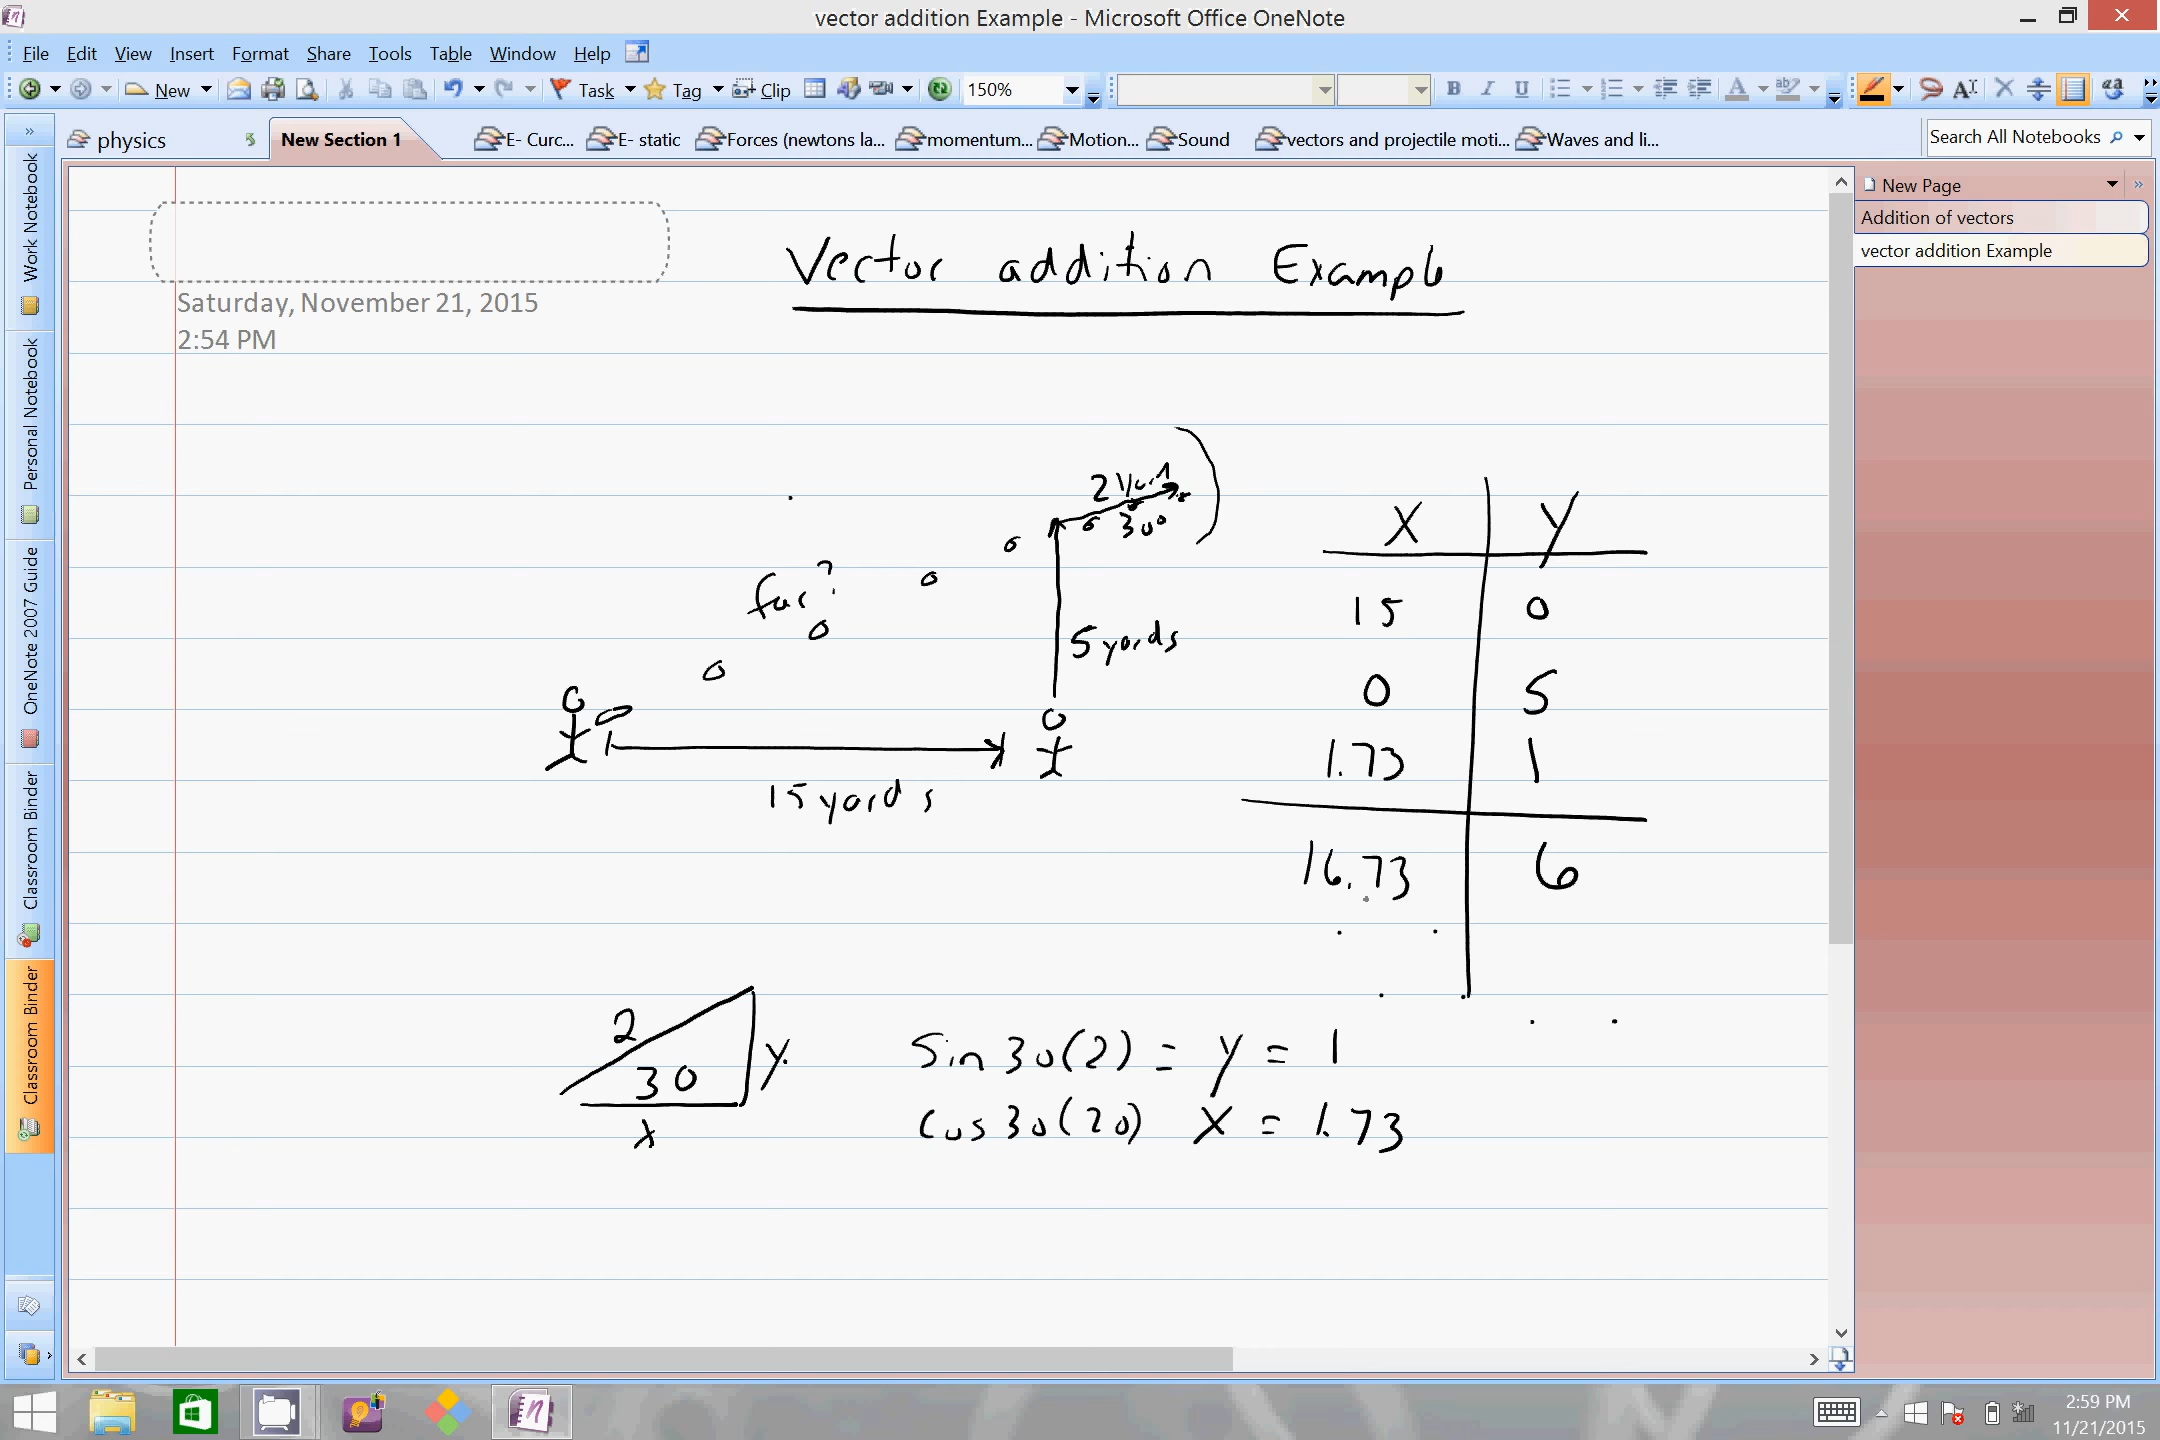 vector addition Example - Microsoft Office OneNote
File Edit View Insert Format Share Tools Table Window Help
New Task Tag Clip 150% B I U
physics New Section 1 E- Curc... E- static Forces (newtons la... momentum... Motion... Sound vectors and projectile moti... Waves and li... Search All Notebooks
New Page
Addition of vectors
vector addition Example
Work Notebook
Personal Notebook
OneNote 2007 Guide
Classroom Binder
Classroom Binder
Vector addition Example
Saturday, November 21, 2015
2:54 PM
2 yard
30°
far?
5 yards
15 yards
X Y
15 0
0 5
1.73 1
16.73 6
2
30
y
x
Sin 30(2) = y = 1
Cos 30(20) X = 1.73
2:59 PM
11/21/2015